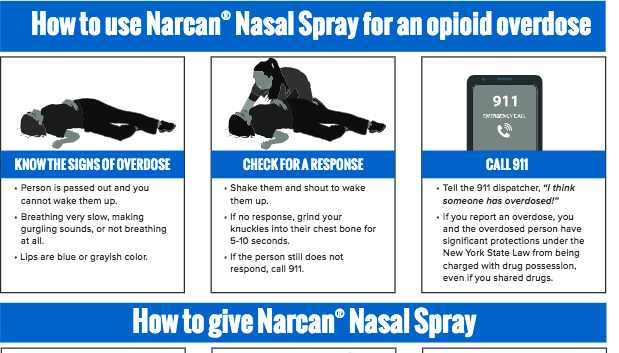 How to use Narcan® Nasal Spray for an opioid overdose
KNOW THE SIGNS OF OVERDOSE
• Person is passed out and you
cannot wake them up.
• Breathing very slow, making
gurgling sounds, or not breathing
at all.
• Lips are blue or grayish color.
CHECK FOR A RESPONSE
• Shake them and shout to wake
them up.
• If no response, grind your
knuckles into their chest bone for
5-10 seconds.
• If the person still does not
respond, call 911.
911
EMERGENCY CALL
CALL 911
• Tell the 911 dispatcher, “I think
someone has overdosed!”
• If you report an overdose, you
and the overdosed person have
significant protections under the
New York State Law from being
charged with drug possession,
even if you shared drugs.
How to give Narcan® Nasal Spray